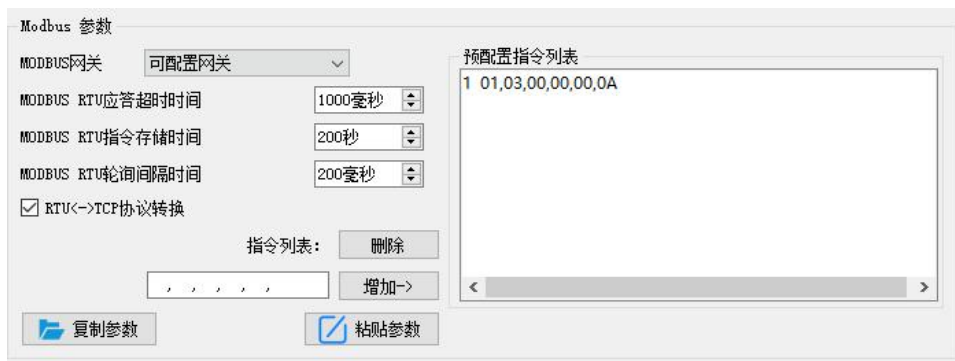 Modbus 参数
MODBUS网关 可配置网关
MODBUS RTU应答超时时间 1000毫秒
MODBUS RTU指令存储时间 200秒
MODBUS RTU轮询间隔时间 200毫秒
RTU<->TCP协议转换
指令列表： 删除
, , , , , 增加->
复制参数 粘贴参数
预配置指令列表
1 01,03,00,00,00,0A